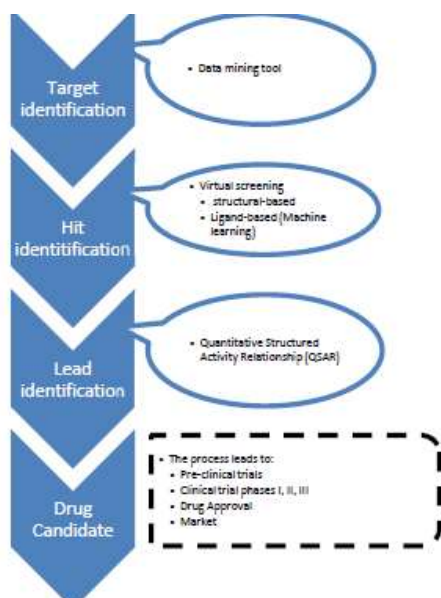 Target
identification
• Data mining tool
Hit
identitification
• Virtual screening
• structural-based
• Ligand-based (Machine
learning)
Lead
identification
• Quantitative Structured
Activity Relationship (QSAR)
Drug
Candidate
• The process leads to:
• Pre-clinical trials
• Clinical trial phases I, II, III
• Drug Approval
• Market